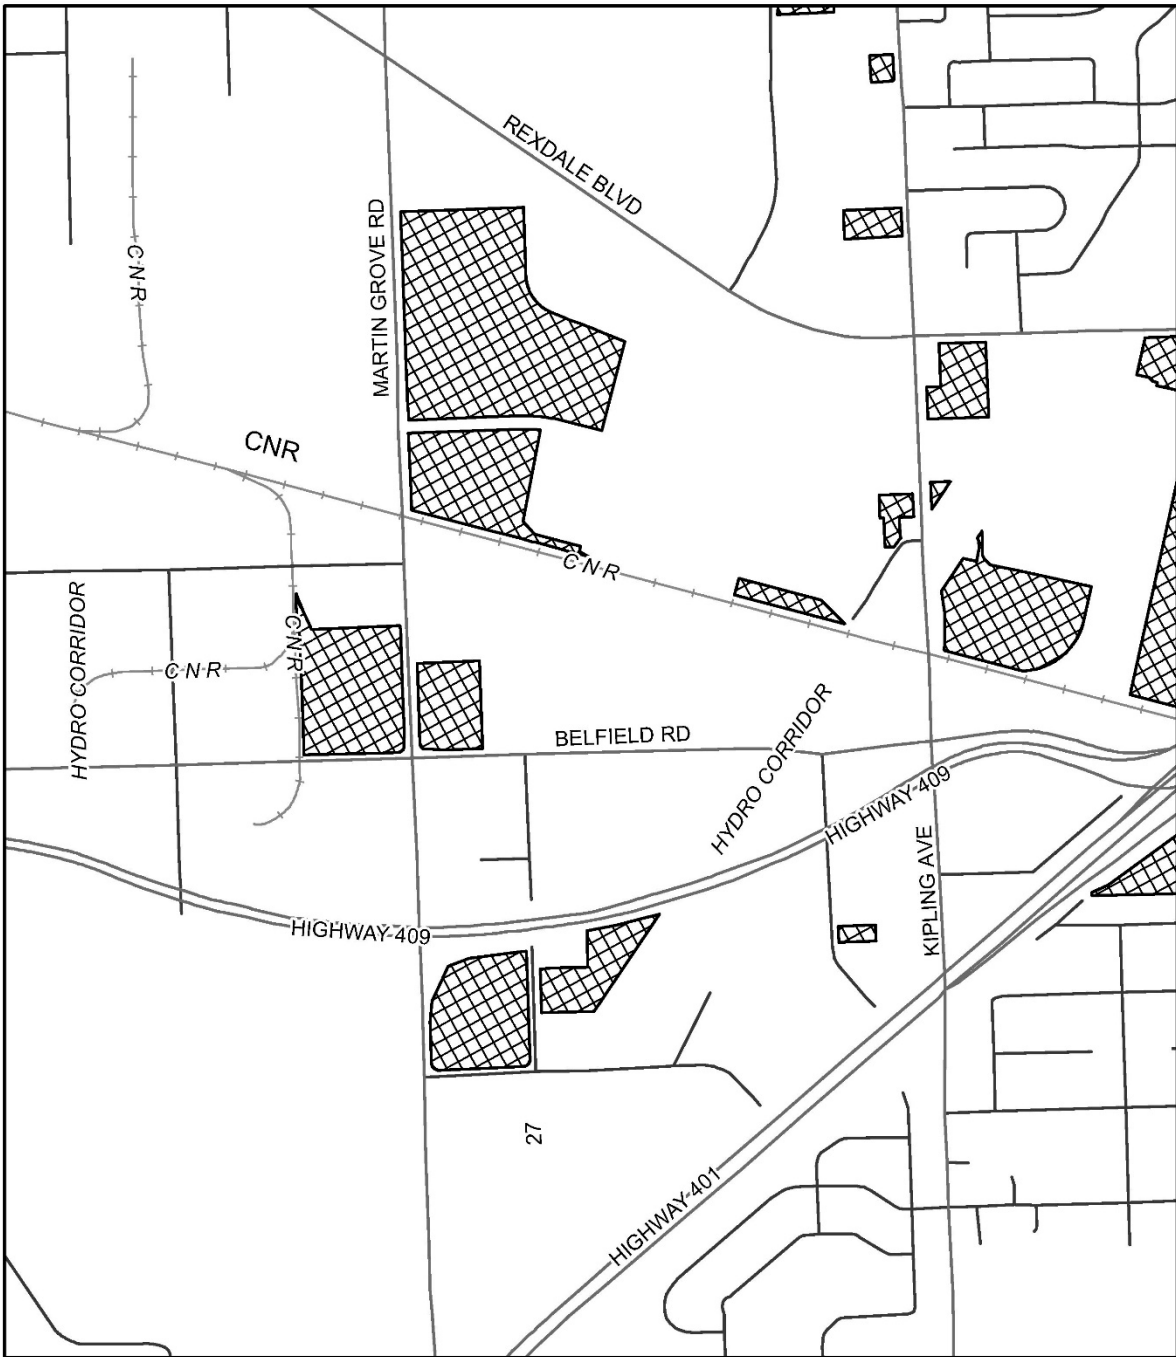 REXDALE BLVD
MARTIN GROVE RD
C N R
CNR
C N R
HYDRO CORRIDOR
C N R
C N R
BELFIELD RD
HYDRO CORRIDOR
HIGHWAY 409
KIPLING AVE
HIGHWAY 409
27
HIGHWAY 401